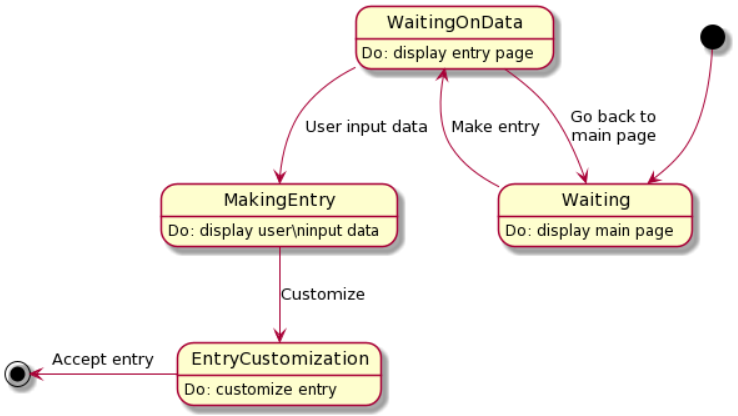 WaitingOnData
Do: display entry page
User input data
Make entry
Go back to
main page
MakingEntry
Do: display user\ninput data
Waiting
Do: display main page
Customize
Accept entry
EntryCustomization
Do: customize entry